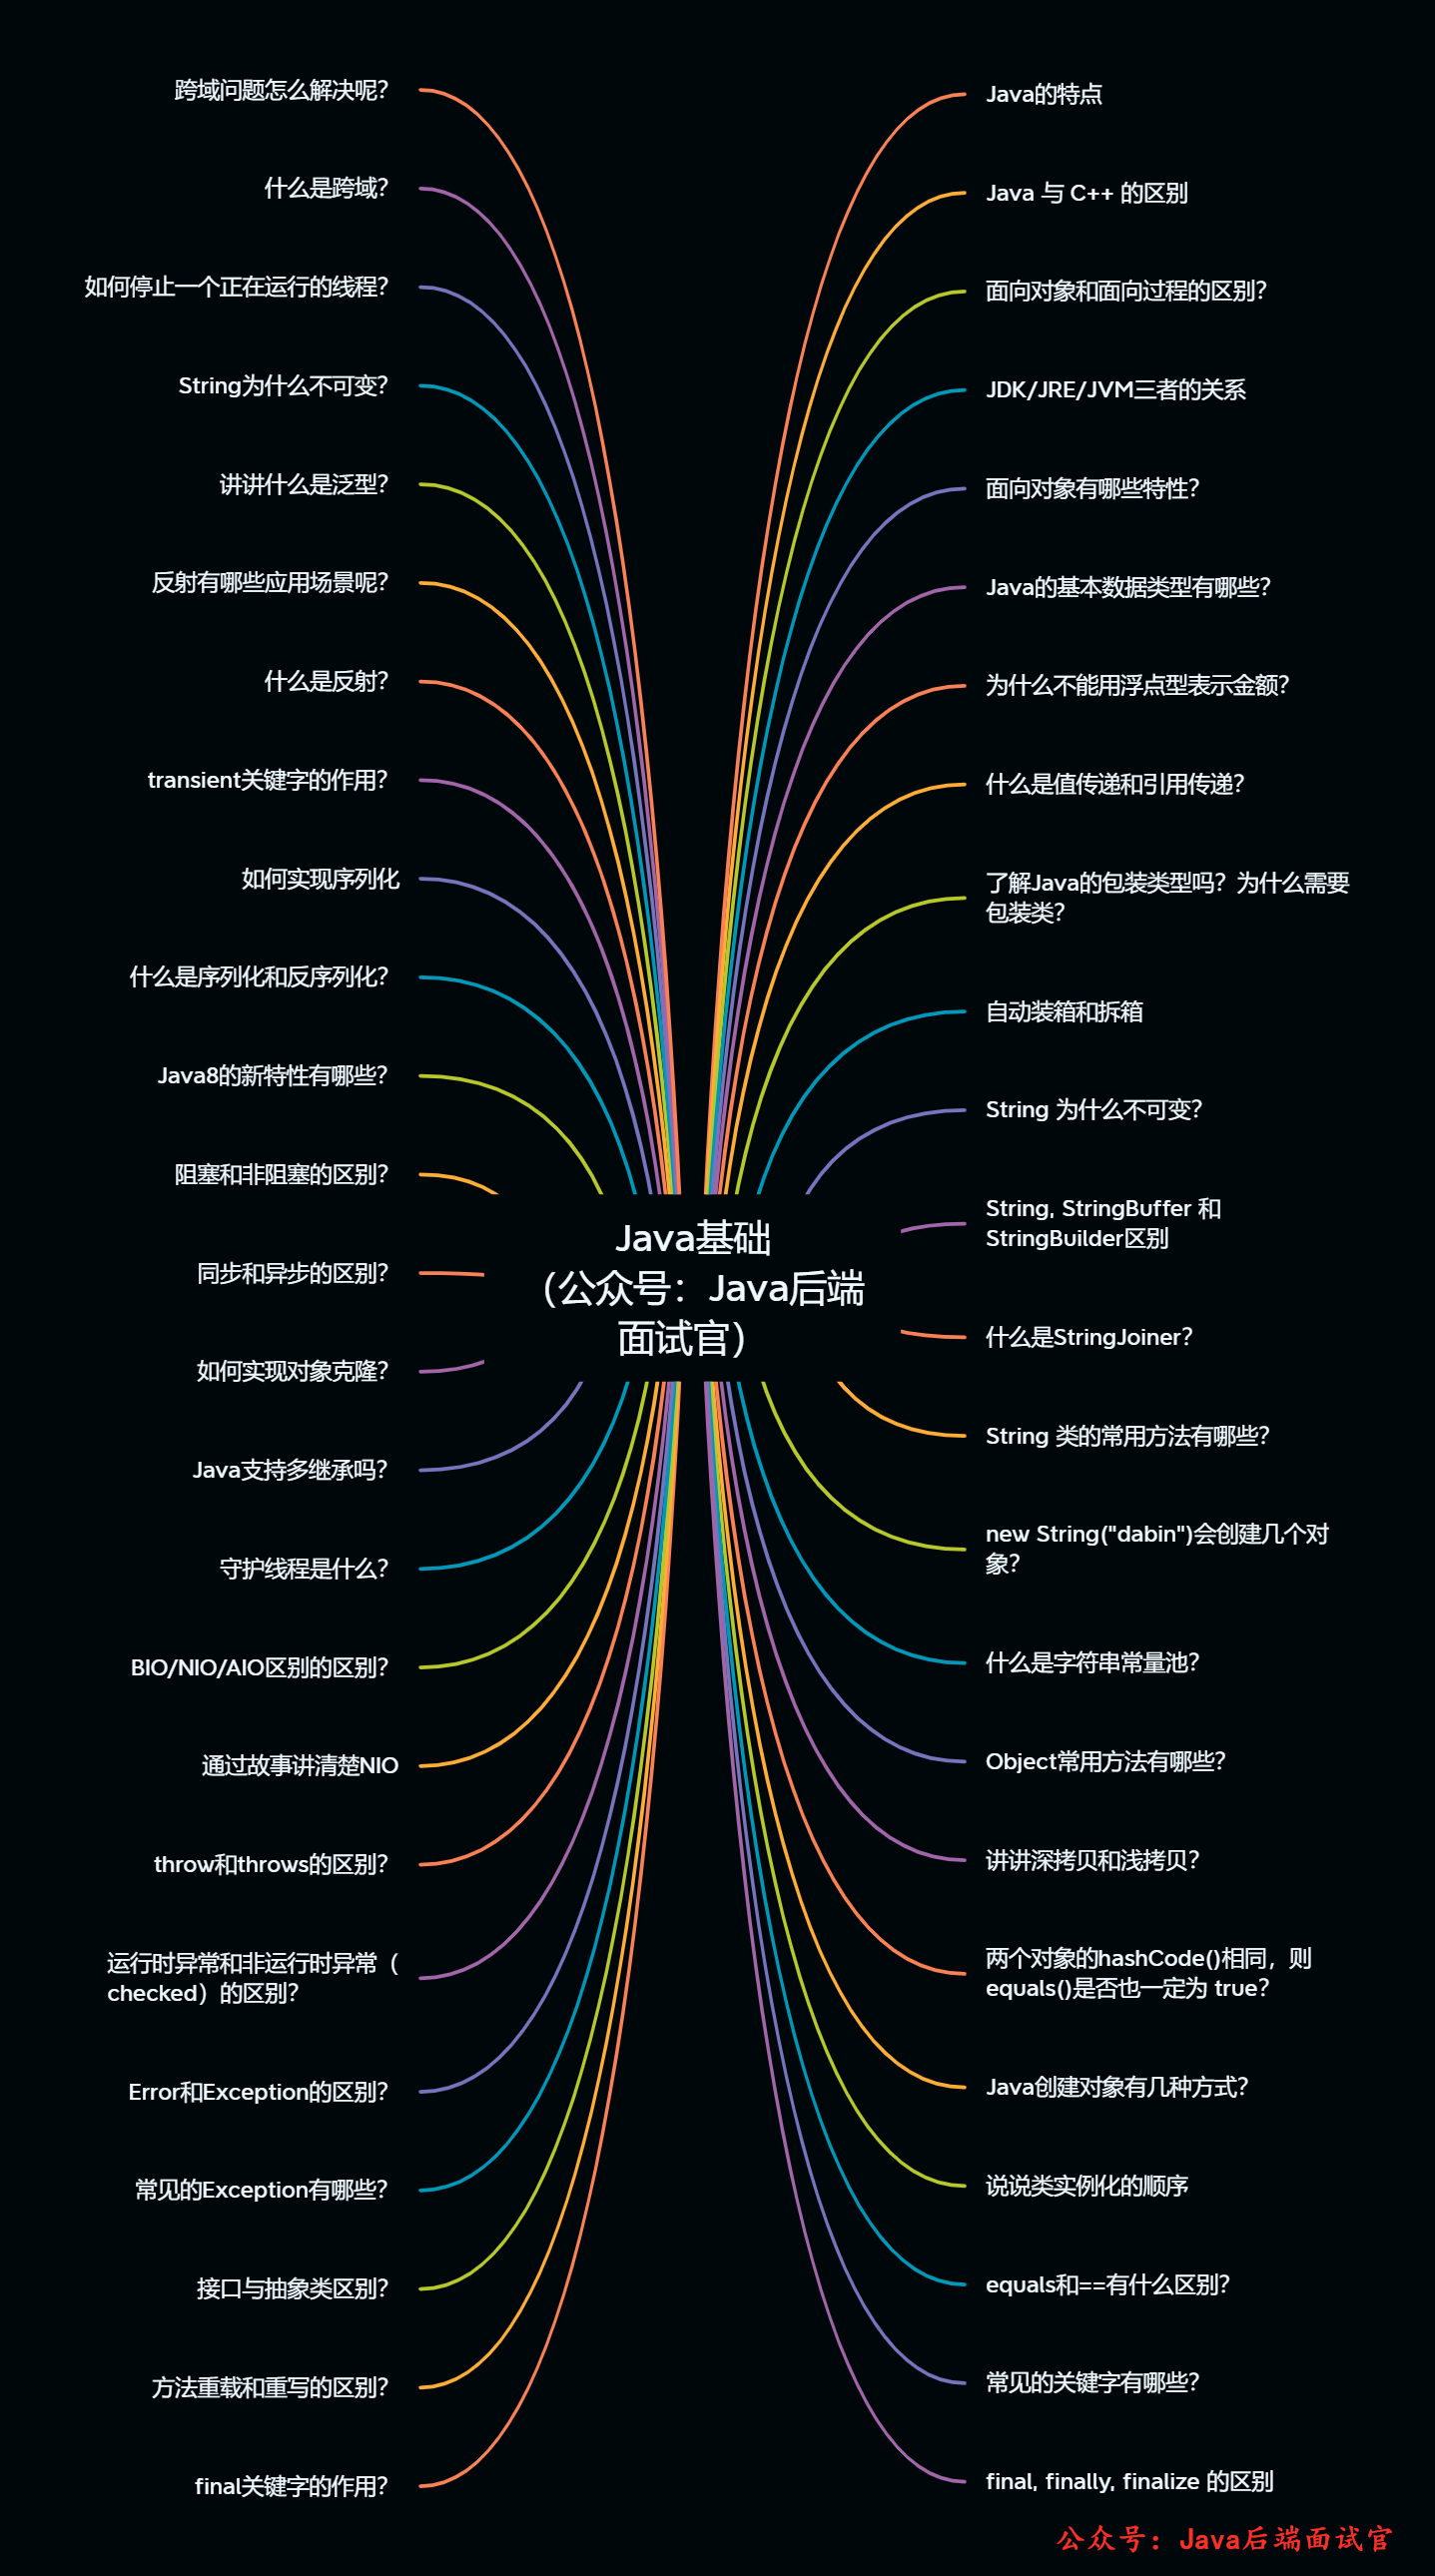 跨域问题怎么解决呢？
什么是跨域？
如何停止一个正在运行的线程？
String为什么不可变？
讲讲什么是泛型？
反射有哪些应用场景呢？
什么是反射？
transient关键字的作用？
如何实现序列化
什么是序列化和反序列化？
Java8的新特性有哪些？
阻塞和非阻塞的区别？
同步和异步的区别？
如何实现对象克隆？
Java支持多继承吗？
守护线程是什么？
BIO/NIO/AIO区别的区别？
通过故事讲清楚NIO
throw和throws的区别？
运行时异常和非运行时异常（
checked）的区别？
Error和Exception的区别？
常见的Exception有哪些？
接口与抽象类区别？
方法重载和重写的区别？
final关键字的作用？
Java基础
（公众号：Java后端
面试官）
Java的特点
Java 与 C++ 的区别
面向对象和面向过程的区别？
JDK/JRE/JVM三者的关系
面向对象有哪些特性？
Java的基本数据类型有哪些？
为什么不能用浮点型表示金额？
什么是值传递和引用传递？
了解Java的包装类型吗？为什么需要
包装类？
自动装箱和拆箱
String 为什么不可变？
String, StringBuffer 和
StringBuilder区别
什么是StringJoiner？
String 类的常用方法有哪些？
new String("dabin")会创建几个对
象？
什么是字符串常量池？
Object常用方法有哪些？
讲讲深拷贝和浅拷贝？
两个对象的hashCode()相同，则
equals()是否也一定为 true？
Java创建对象有几种方式？
说说类实例化的顺序
equals和==有什么区别？
常见的关键字有哪些？
final, finally, finalize 的区别
公众号：Java后端面试官